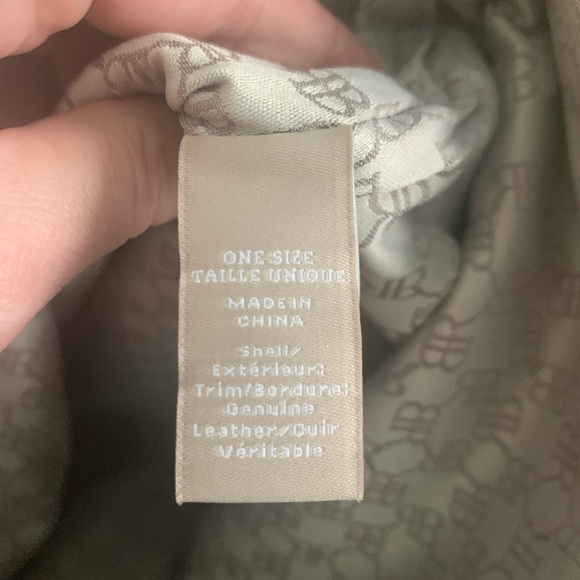 ONE SIZE
TAILLE UNIQUE
MADE IN
CHINA
Shell/
Extérieur:
Trim/Bordure:
Genuine
Leather/Cuir
Véritable